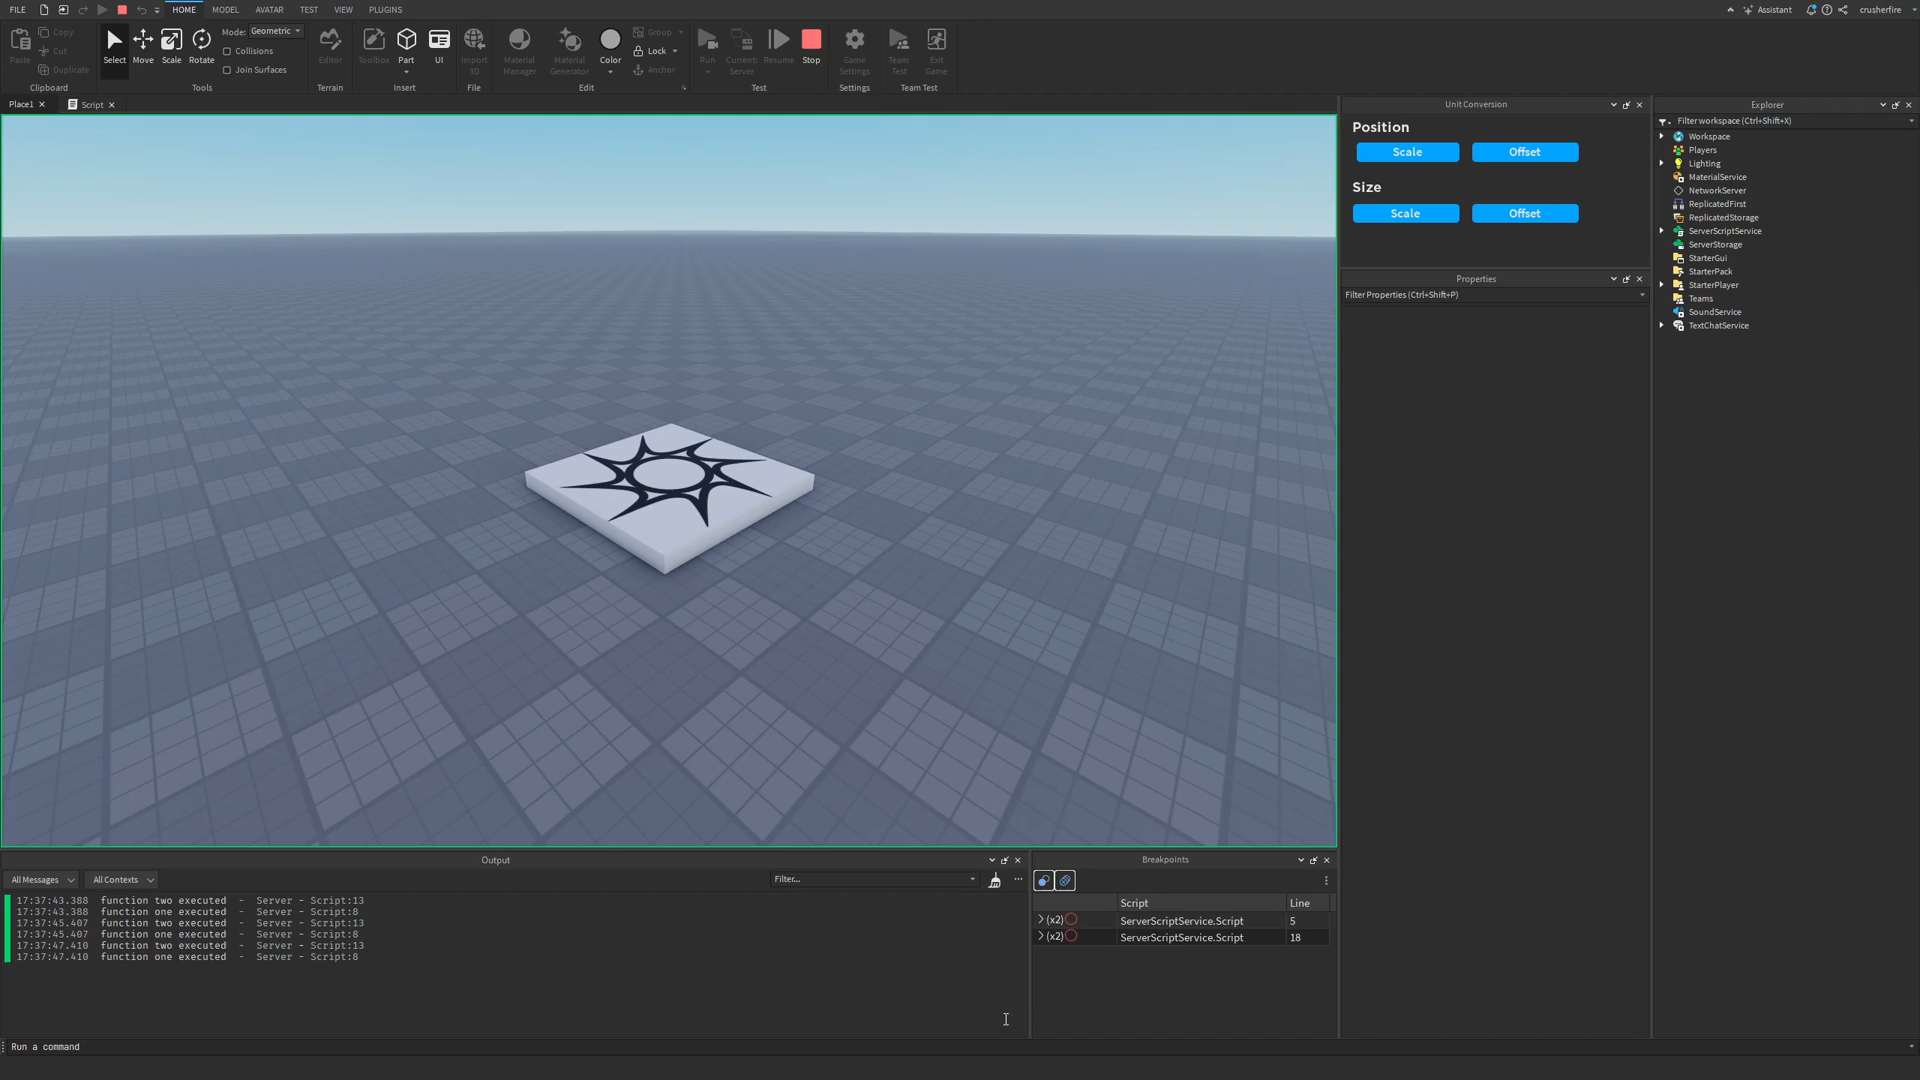 FILE
HOME
MODEL
AVATAR
TEST
VIEW
PLUGINS
Assistant
crusherfire
Paste
Copy
Cut
Duplicate
Clipboard
Select
Move
Scale
Rotate
Mode: Geometric
Collisions
Join Surfaces
Tools
Editor
Terrain
Toolbox
Part
UI
Insert
Import
3D
File
Material
Manager
Material
Generator
Color
Group
Lock
Anchor
Edit
Run
Current:
Server
Resume
Stop
Test
Game
Settings
Settings
Team
Test
Exit
Game
Team Test
Place1
Script
Unit Conversion
Position
Scale
Offset
Size
Scale
Offset
Properties
Filter Properties (Ctrl+Shift+P)
Explorer
Filter workspace (Ctrl+Shift+X)
Workspace
Players
Lighting
MaterialService
NetworkServer
ReplicatedFirst
ReplicatedStorage
ServerScriptService
ServerStorage
StarterGui
StarterPack
StarterPlayer
Teams
SoundService
TextChatService
Output
All Messages
All Contexts
Filter...
17:37:43.388 function two executed - Server - Script:13
17:37:43.388 function one executed - Server - Script:8
17:37:45.407 function two executed - Server - Script:13
17:37:45.407 function one executed - Server - Script:8
17:37:47.410 function two executed - Server - Script:13
17:37:47.410 function one executed - Server - Script:8
Breakpoints
Script Line
(x2) ServerScriptService.Script 5
(x2) ServerScriptService.Script 18
Run a command